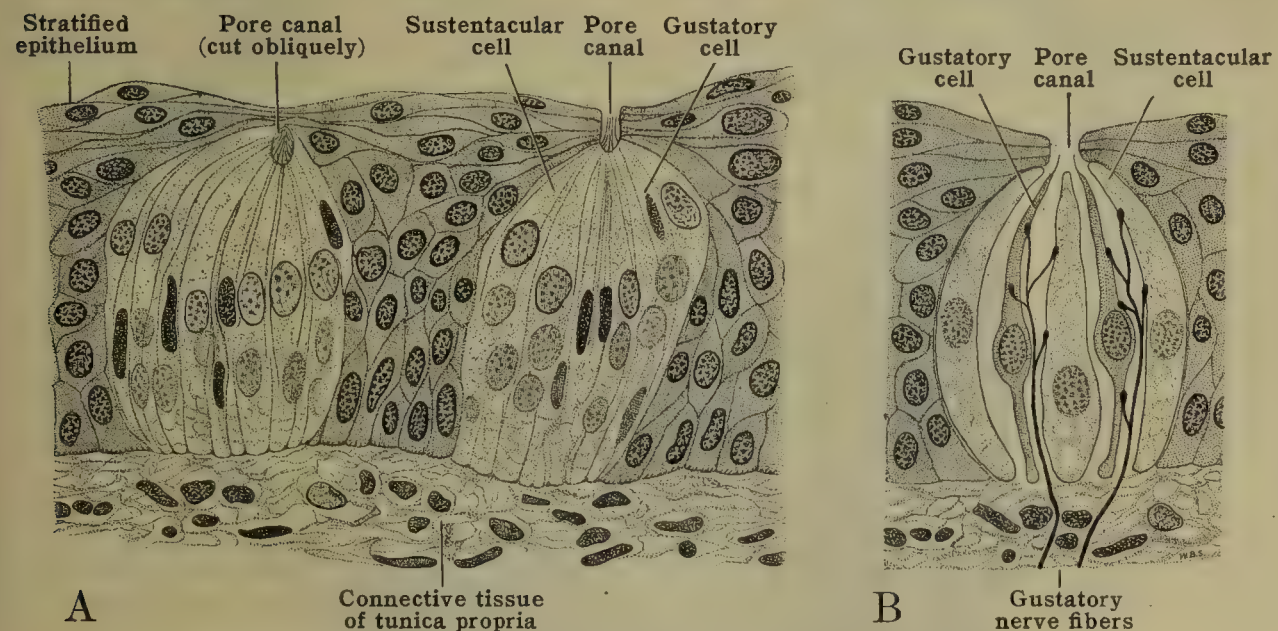 Stratified
epithelium
Pore canal
(cut obliquely)
Sustentacular
cell
Pore
canal
Gustatory
cell
Connective tissue
of tunica propria
A
Gustatory
cell
Pore
canal
Sustentacular
cell
W.B.S.
Gustatory
nerve fibers
B